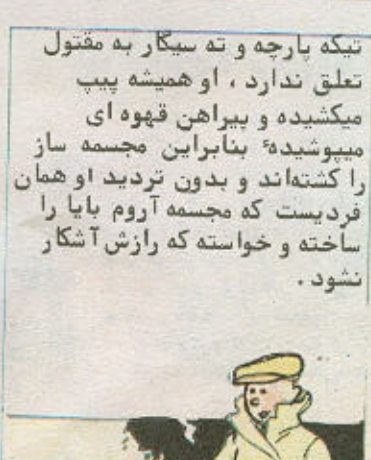 تیکه پارچه و ته سیگار به مقتول
تعلق ندارد ، او همیشه پیپ
میکشیده و پیراهن قهوه ای
میپوشیده ٔ بنابراین مجسمه ساز
را کشته‌اند و بدون تردید او همان
فردیست که مجسمه آروم بایا را
ساخته و خواسته که رازش آشکار
نشود .